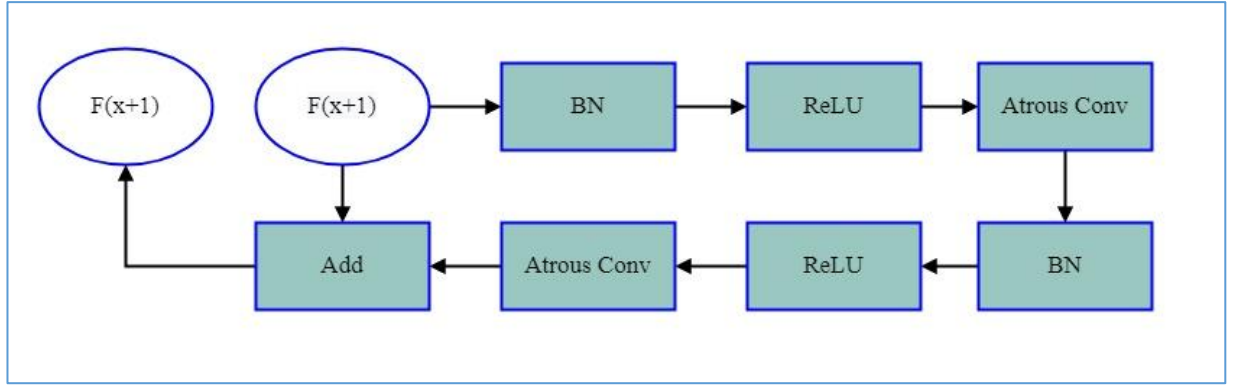 F(x+1)
F(x+1)
BN
ReLU
Atrous Conv
Add
Atrous Conv
ReLU
BN